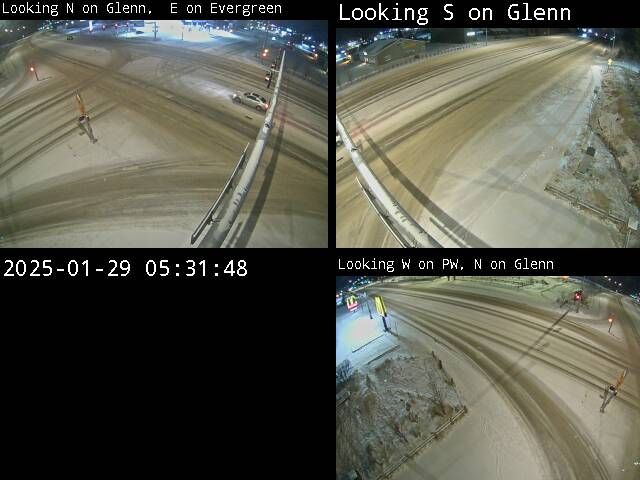 Looking N on Glenn,  E on Evergreen
Looking S on Glenn
2025-01-29 05:31:48
Looking W on PW, N on Glenn